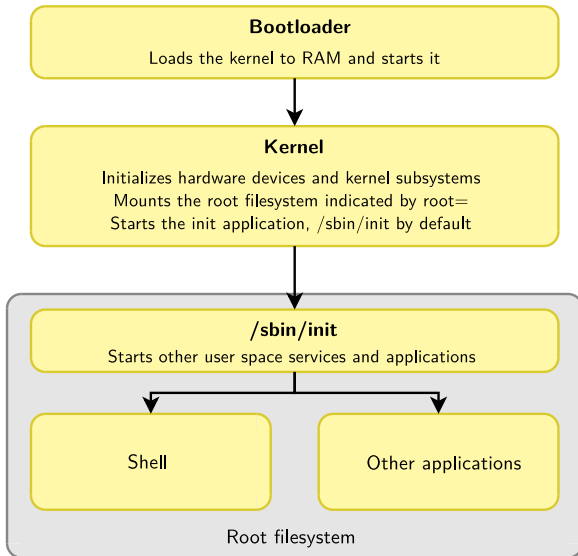 Bootloader
Loads the kernel to RAM and starts it
Kernel
Initializes hardware devices and kernel subsystems
Mounts the root filesystem indicated by root=
Starts the init application, /sbin/init by default
/sbin/init
Starts other user space services and applications
Shell
Other applications
Root filesystem